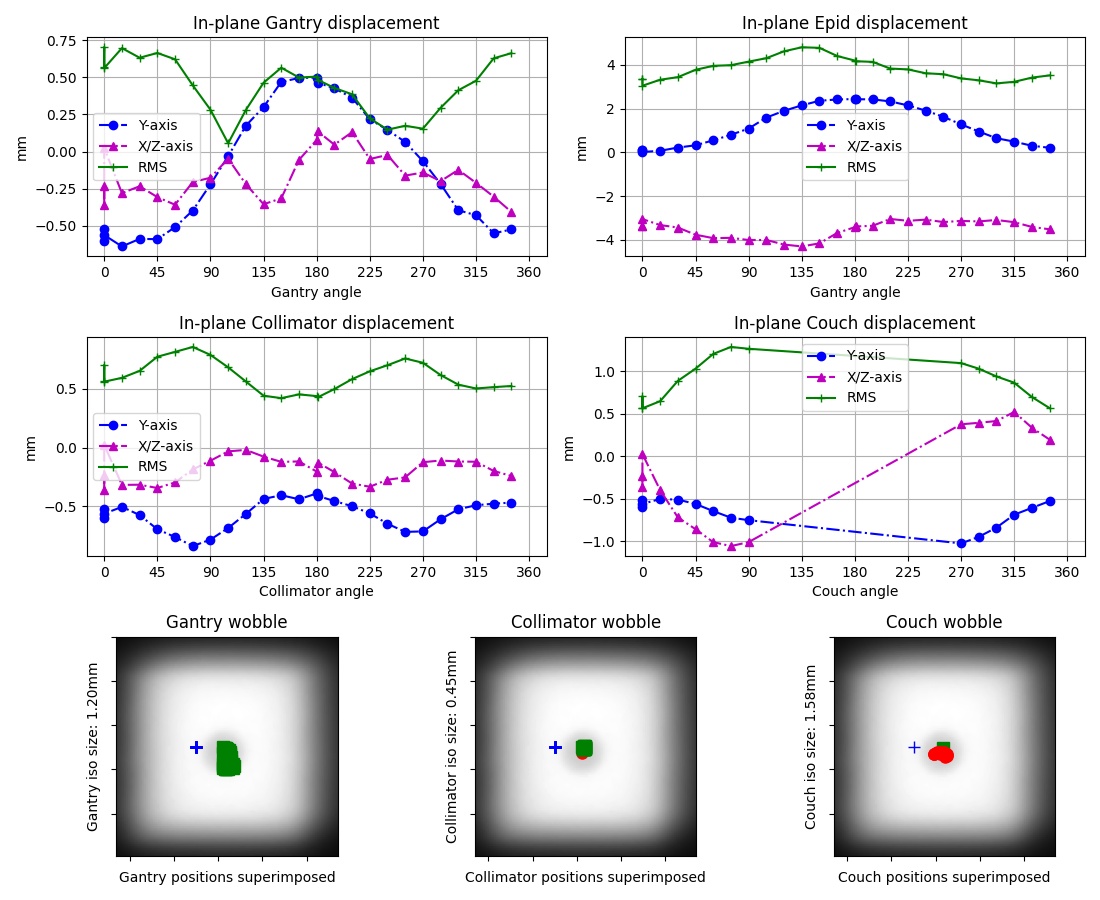 In-plane Gantry displacement
0.75
0.50
0.25
0.00
−0.25
−0.50
mm
Y-axis
X/Z-axis
RMS
0 45 90 135 180 225 270 315 360
Gantry angle
In-plane Epid displacement
4
2
0
−2
−4
mm
Y-axis
X/Z-axis
RMS
0 45 90 135 180 225 270 315 360
Gantry angle
In-plane Collimator displacement
0.5
0.0
−0.5
mm
Y-axis
X/Z-axis
RMS
0 45 90 135 180 225 270 315 360
Collimator angle
In-plane Couch displacement
1.0
0.5
0.0
−0.5
−1.0
mm
Y-axis
X/Z-axis
RMS
0 45 90 135 180 225 270 315 360
Couch angle
Gantry wobble
Gantry iso size: 1.20mm
Gantry positions superimposed
Collimator wobble
Collimator iso size: 0.45mm
Collimator positions superimposed
Couch wobble
Couch iso size: 1.58mm
Couch positions superimposed